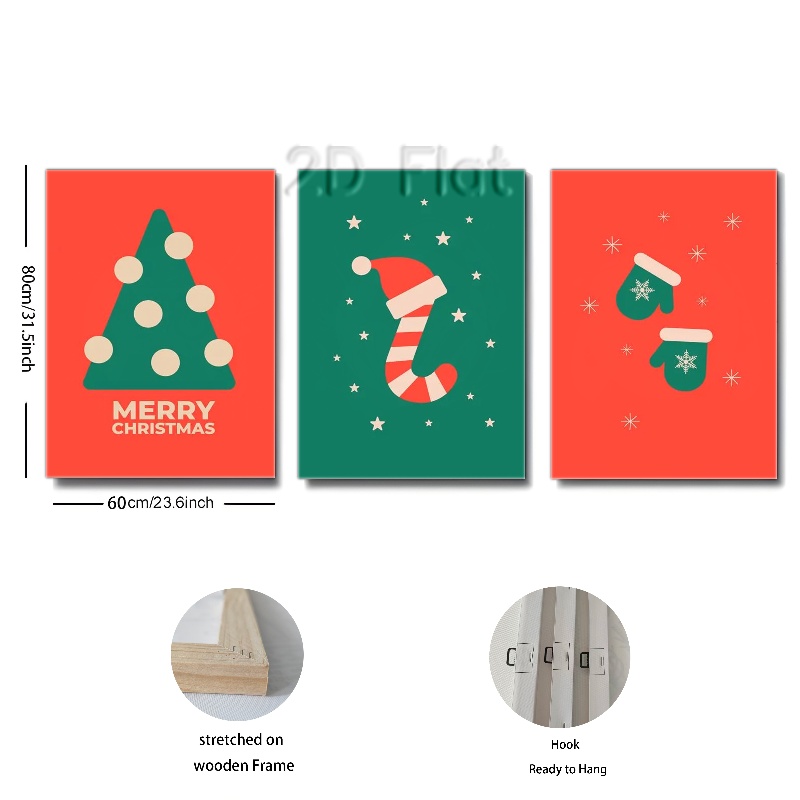 2D Flat
80cm/31.5inch
MERRY
CHRISTMAS
60cm/23.6inch
stretched on
wooden Frame
Hook
Ready to Hang